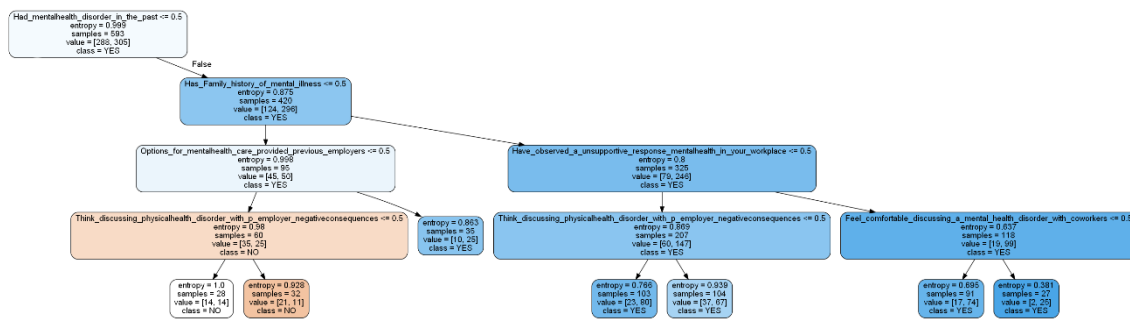 Had_mentalhealth_disorder_in_the_past <= 0.5
entropy = 0.999
samples = 593
value = [288, 305]
class = YES
False
Has_Family_history_of_mental_illness <= 0.5
entropy = 0.875
samples = 420
value = [124, 296]
class = YES
Options_for_mentalhealth_care_provided_previous_employers <= 0.5
entropy = 0.998
samples = 95
value = [45, 50]
class = YES
Have_observed_a_unsupportive_response_mentalhealth_in_your_workplace <= 0.5
entropy = 0.8
samples = 325
value = [79, 246]
class = YES
Think_discussing_physicalhealth_disorder_with_p_employer_negativeconsequences <= 0.5
entropy = 0.98
samples = 60
value = [35, 25]
class = NO
entropy = 0.863
samples = 35
value = [10, 25]
class = YES
Think_discussing_physicalhealth_disorder_with_p_employer_negativeconsequences <= 0.5
entropy = 0.869
samples = 207
value = [60, 147]
class = YES
Feel_comfortable_discussing_a_mental_health_disorder_with_coworkers <= 0.5
entropy = 0.637
samples = 118
value = [19, 99]
class = YES
entropy = 1.0
samples = 28
value = [14, 14]
class = NO
entropy = 0.928
samples = 32
value = [21, 11]
class = NO
entropy = 0.766
samples = 103
value = [23, 80]
class = YES
entropy = 0.939
samples = 104
value = [37, 67]
class = YES
entropy = 0.695
samples = 91
value = [17, 74]
class = YES
entropy = 0.381
samples = 27
value = [2, 25]
class = YES